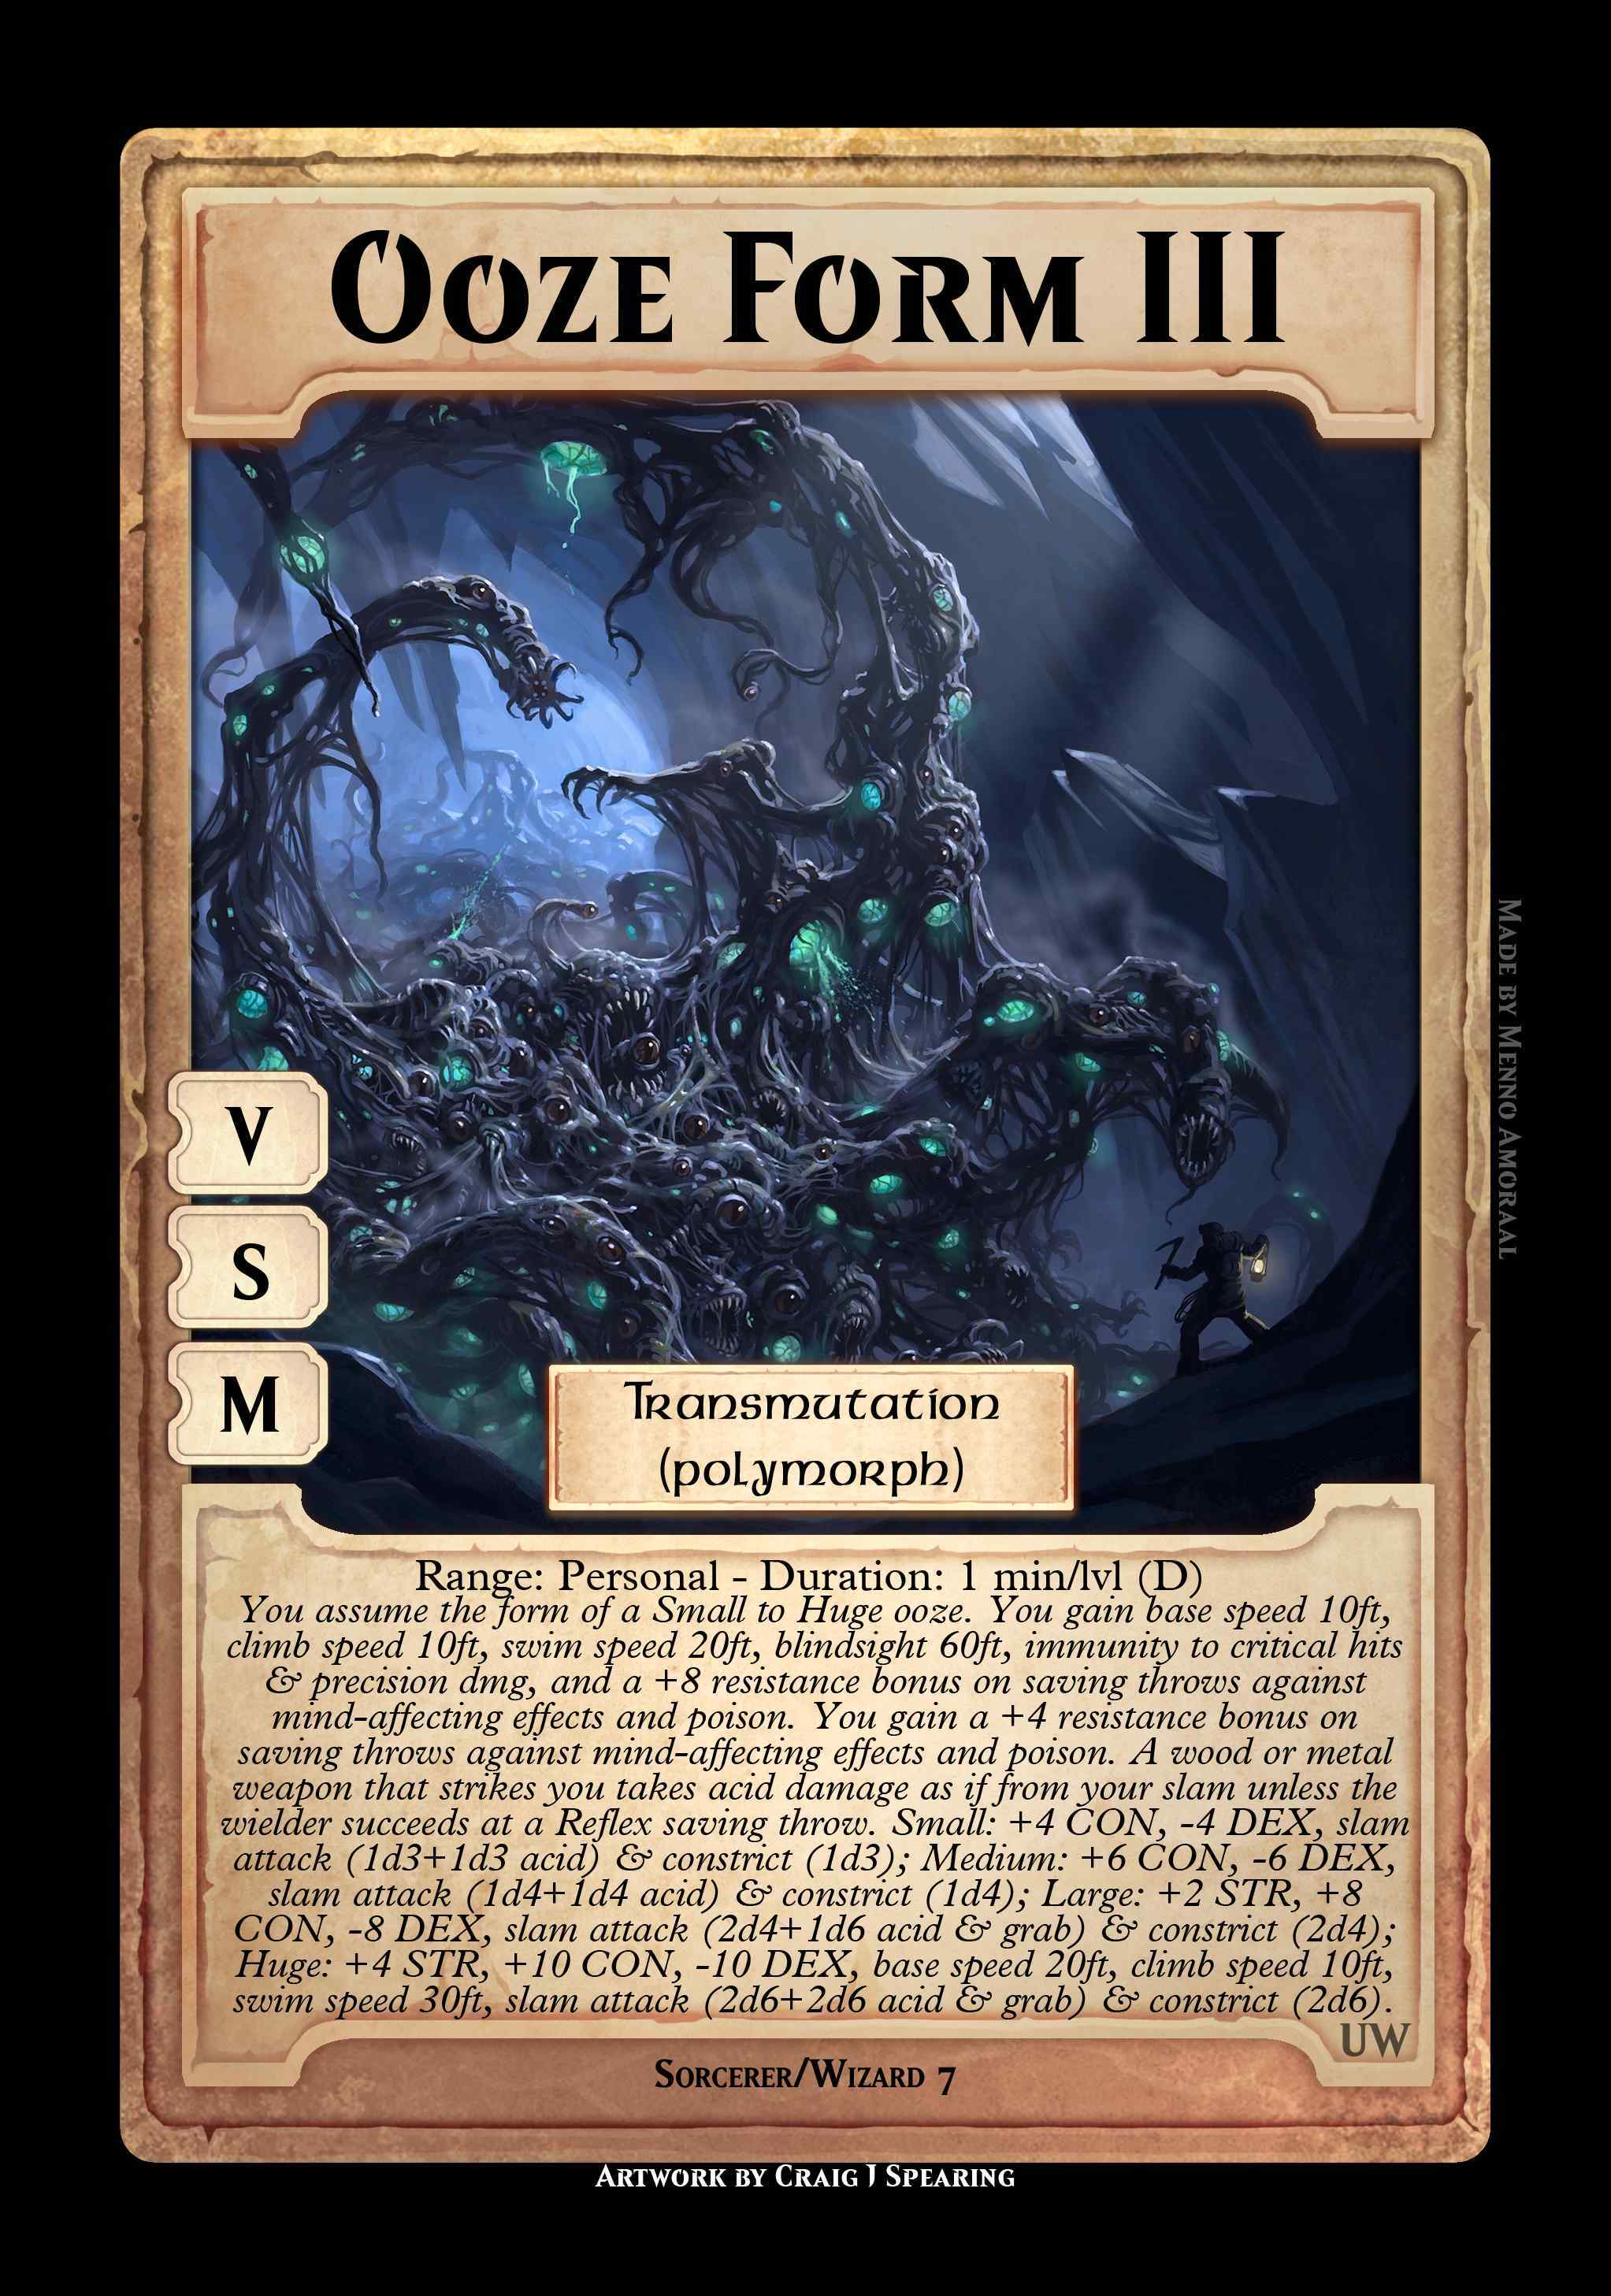 Ooze Form III
V
S
M
Transmutation
(polymorph)
Range: Personal - Duration: 1 min/lvl (D)
You assume the form of a Small to Huge ooze. You gain base speed 10ft,
climb speed 10ft, swim speed 20ft, blindsight 60ft, immunity to critical hits
& precision dmg, and a +8 resistance bonus on saving throws against
mind-affecting effects and poison. You gain a +4 resistance bonus on
saving throws against mind-affecting effects and poison. A wood or metal
weapon that strikes you takes acid damage as if from your slam unless the
wielder succeeds at a Reflex saving throw. Small: +4 CON, -4 DEX, slam
attack (1d3+1d3 acid) & constrict (1d3); Medium: +6 CON, -6 DEX,
slam attack (1d4+1d4 acid) & constrict (1d4); Large: +2 STR, +8
CON, -8 DEX, slam attack (2d4+1d6 acid & grab) & constrict (2d4);
Huge: +4 STR, +10 CON, -10 DEX, base speed 20ft, climb speed 10ft,
swim speed 30ft, slam attack (2d6+2d6 acid & grab) & constrict (2d6).
UW
Sorcerer/Wizard 7
Artwork by Craig J Spearing
Made by Menno Amoraal